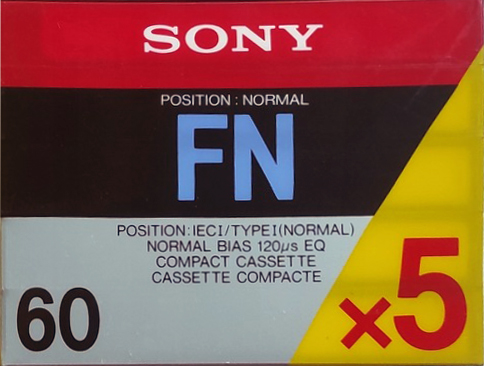 SONY
POSITION : NORMAL
FN
POSITION:IECI/TYPEI(NORMAL)
NORMAL BIAS 120µs EQ
COMPACT CASSETTE
CASSETTE COMPACTE
60
×5